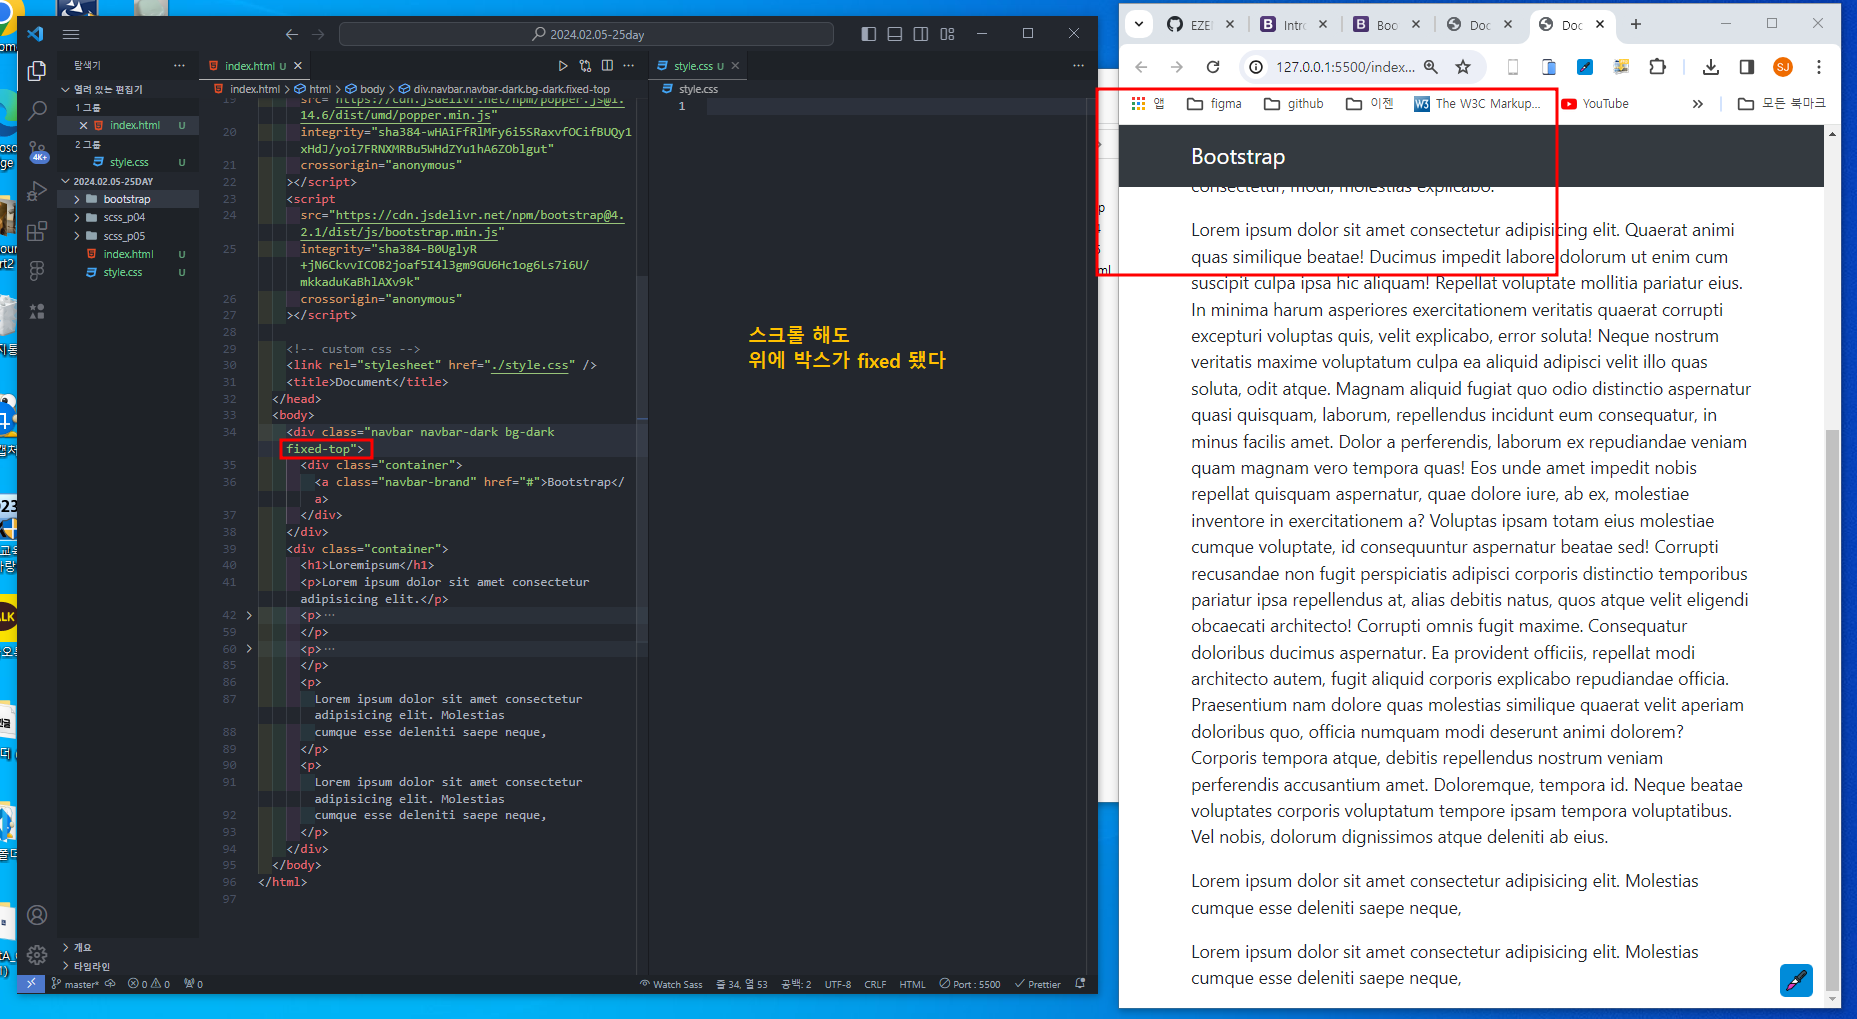 2024.02.05-25day
탐색기
열려 있는 편집기
1 그룹
index.html U
2 그룹
style.css U
2024.02.05-25DAY
bootstrap
scss_p04
scss_p05
index.html U
style.css U
개요
타임라인
4K+
index.html U
index.html > html > body > div.navbar.navbar-dark.bg-dark.fixed-top
19 src="https://cdn.jsdelivr.net/npm/popper.js@1.
14.6/dist/umd/popper.min.js"
20 integrity="sha384-wHAiFfRlMFy6i5SRaxvfOCifBUQy1
xHdJ/yoi7FRNXMRBu5WHdZYu1hA6ZOblgut"
21 crossorigin="anonymous"
22 ></script>
23 <script
24 src="https://cdn.jsdelivr.net/npm/bootstrap@4.
2.1/dist/js/bootstrap.min.js"
25 integrity="sha384-B0UglyR
+jN6CkvvICOB2joaf5I4l3gm9GU6Hc1og6Ls7i6U/
mkkaduKaBhlAXv9k"
26 crossorigin="anonymous"
27 ></script>
28
29 <!-- custom css -->
30 <link rel="stylesheet" href="./style.css" />
31 <title>Document</title>
32 </head>
33 <body>
34 <div class="navbar navbar-dark bg-dark
fixed-top">
35 <div class="container">
36 <a class="navbar-brand" href="#">Bootstrap</
a>
37 </div>
38 </div>
39 <div class="container">
40 <h1>Loremipsum</h1>
41 <p>Lorem ipsum dolor sit amet consectetur
adipisicing elit.</p>
42 <p>…
59 </p>
60 <p>…
85 </p>
86 <p>
87 Lorem ipsum dolor sit amet consectetur
adipisicing elit. Molestias
88 cumque esse deleniti saepe neque,
89 </p>
90 <p>
91 Lorem ipsum dolor sit amet consectetur
adipisicing elit. Molestias
92 cumque esse deleniti saepe neque,
93 </p>
94 </div>
95 </body>
96 </html>
97
style.css U
style.css
1
스크롤 해도
위에 박스가 fixed 됐다
master* 0 0 0
Watch Sass 줄 34, 열 53 공백: 2 UTF-8 CRLF HTML Port : 5500 Prettier
EZE Intr Boo Doc Doc
127.0.0.1:5500/index... SJ
앱 figma github 이젠 The W3C Markup... YouTube » 모든 북마크
Bootstrap
consectetur, modi, molestias explicabo.
Lorem ipsum dolor sit amet consectetur adipisicing elit. Quaerat animi
quas similique beatae! Ducimus impedit labore dolorum ut enim cum
suscipit culpa ipsa hic aliquam! Repellat voluptate mollitia pariatur eius.
In minima harum asperiores exercitationem veritatis quaerat corrupti
excepturi voluptas quis, velit explicabo, error soluta! Neque nostrum
veritatis maxime voluptatum culpa ea aliquid adipisci velit illo quas
soluta, odit atque. Magnam aliquid fugiat quo odio distinctio aspernatur
quasi quisquam, laborum, repellendus incidunt eum consequatur, in
minus facilis amet. Dolor a perferendis, laborum ex repudiandae veniam
quam magnam vero tempora quas! Eos unde amet impedit nobis
repellat quisquam aspernatur, quae dolore iure, ab ex, molestiae
inventore in exercitationem a? Voluptas ipsam totam eius molestiae
cumque voluptate, id consequuntur aspernatur beatae sed! Corrupti
recusandae non fugit perspiciatis adipisci corporis distinctio temporibus
pariatur ipsa repellendus at, alias debitis natus, quos atque velit eligendi
obcaecati architecto! Corrupti omnis fugit maxime. Consequatur
doloribus ducimus aspernatur. Ea provident officiis, repellat modi
architecto autem, fugit aliquid corporis explicabo repudiandae officia.
Praesentium nam dolore quas molestias similique quaerat velit aperiam
doloribus quo, officia numquam modi deserunt animi dolorem?
Corporis tempora atque, debitis repellendus nostrum veniam
perferendis accusantium amet. Doloremque, tempora id. Neque beatae
voluptates corporis voluptatum tempore ipsam tempora voluptatibus.
Vel nobis, dolorum dignissimos atque deleniti ab eius.
Lorem ipsum dolor sit amet consectetur adipisicing elit. Molestias
cumque esse deleniti saepe neque,
Lorem ipsum dolor sit amet consectetur adipisicing elit. Molestias
cumque esse deleniti saepe neque,